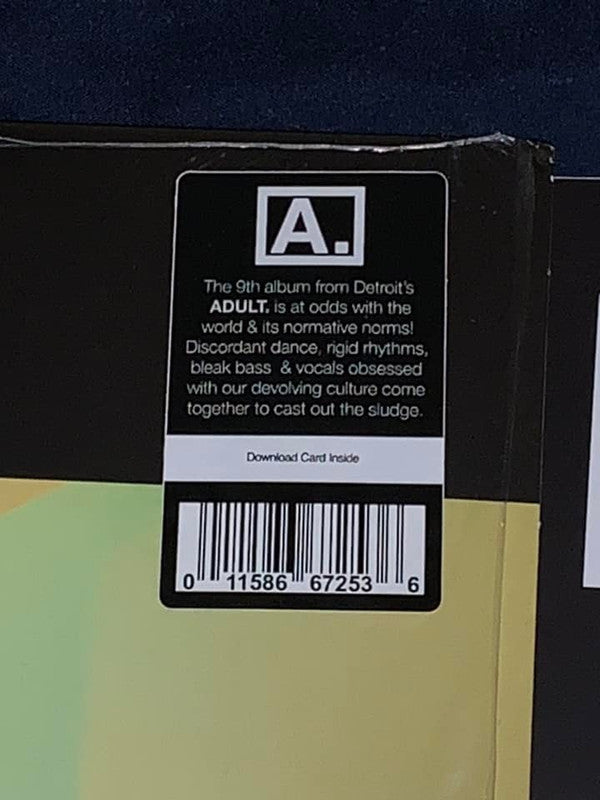 A.
The 9th album from Detroit's
ADULT. is at odds with the
world & its normative norms!
Discordant dance, rigid rhythms,
bleak bass & vocals obsessed
with our devolving culture come
together to cast out the sludge.
Download Card Inside
0 11586 67253 6